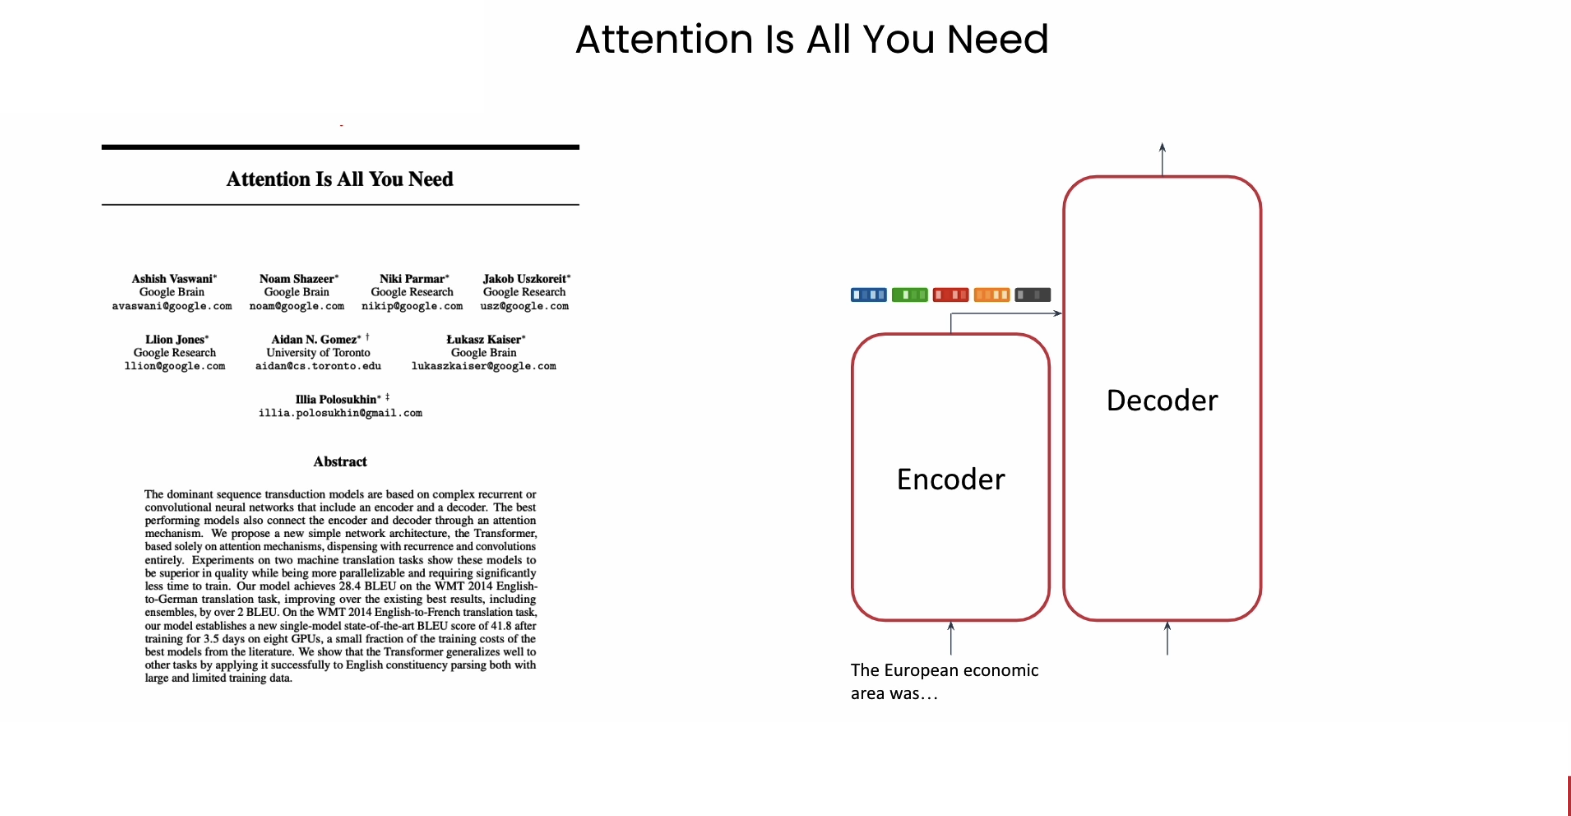 Attention Is All You Need
Attention Is All You Need
Ashish Vaswani*
Google Brain
avaswani@google.com
Noam Shazeer*
Google Brain
noam@google.com
Niki Parmar*
Google Research
nikip@google.com
Jakob Uszkoreit*
Google Research
usz@google.com
Llion Jones*
Google Research
llion@google.com
Aidan N. Gomez* †
University of Toronto
aidan@cs.toronto.edu
Łukasz Kaiser*
Google Brain
lukaszkaiser@google.com
Illia Polosukhin* ‡
illia.polosukhin@gmail.com
Abstract
The dominant sequence transduction models are based on complex recurrent or
convolutional neural networks that include an encoder and a decoder. The best
performing models also connect the encoder and decoder through an attention
mechanism. We propose a new simple network architecture, the Transformer,
based solely on attention mechanisms, dispensing with recurrence and convolutions
entirely. Experiments on two machine translation tasks show these models to
be superior in quality while being more parallelizable and requiring significantly
less time to train. Our model achieves 28.4 BLEU on the WMT 2014 English-
to-German translation task, improving over the existing best results, including
ensembles, by over 2 BLEU. On the WMT 2014 English-to-French translation task,
our model establishes a new single-model state-of-the-art BLEU score of 41.8 after
training for 3.5 days on eight GPUs, a small fraction of the training costs of the
best models from the literature. We show that the Transformer generalizes well to
other tasks by applying it successfully to English constituency parsing both with
large and limited training data.
Encoder
Decoder
The European economic
area was…